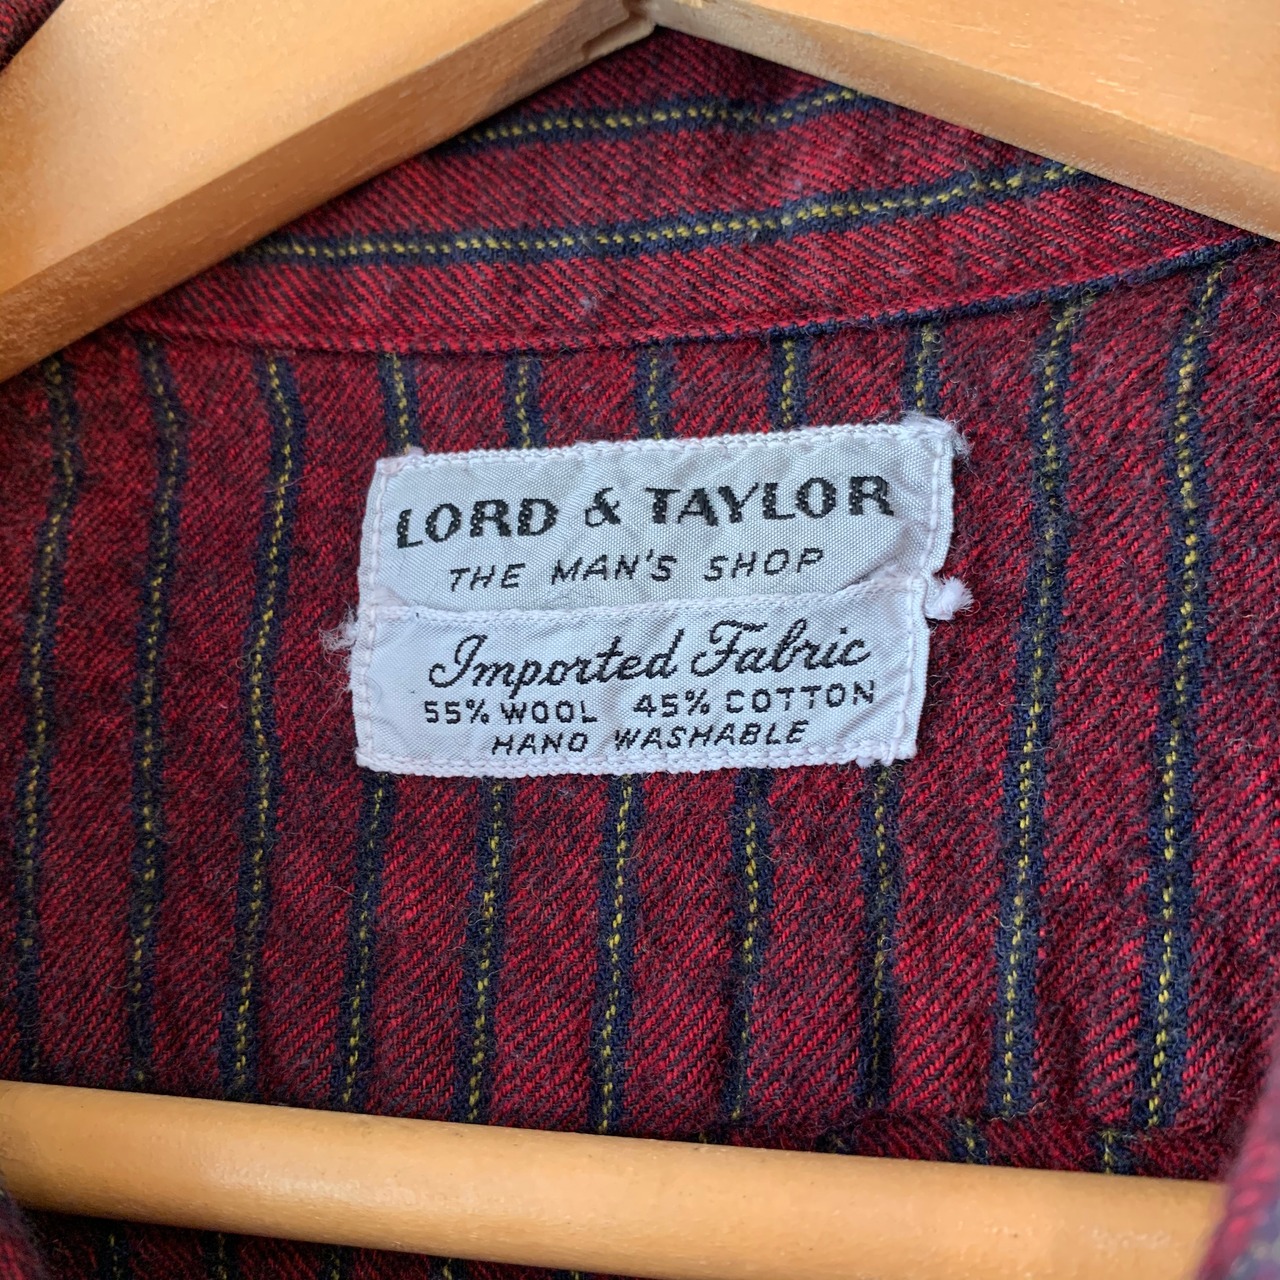 LORD & TAYLOR
THE MAN'S SHOP
Imported Fabric
55% WOOL 45% COTTON
HAND WASHABLE